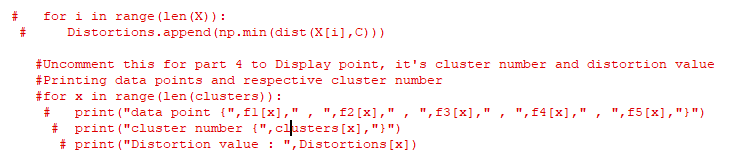 #   for i in range(len(X)):
#     Distortions.append(np.min(dist(X[i],C)))
#Uncomment this for part 4 to Display point, it's cluster number and distortion value
#Printing data points and respective cluster number
#for x in range(len(clusters)):
#   print("data point {",f1[x]," , ",f2[x]," , ",f3[x]," , ",f4[x]," , ",f5[x],"}")
#  print("cluster number {",clusters[x],"}")
# print("Distortion value : ",Distortions[x])